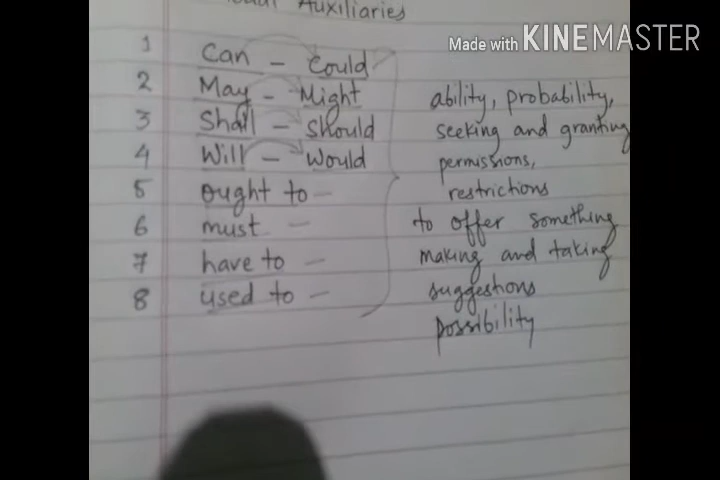 Auxiliaries
Made with KINEMASTER
1 Can - Could
2 May - Might
3 Shall - Should
4 Will - Would
5 ought to -
6 must -
7 have to -
8 used to -
ability, probability,
seeking and granting
permissions,
restrictions
to offer something
making and taking
suggestions
possibility